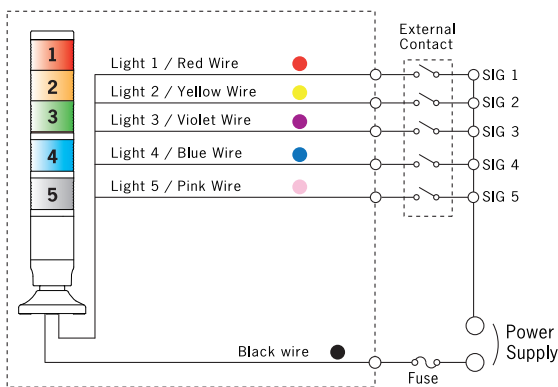 External
Contact
1
2
3
4
5
Light 1 / Red Wire
SIG 1
Light 2 / Yellow Wire
SIG 2
Light 3 / Violet Wire
SIG 3
Light 4 / Blue Wire
SIG 4
Light 5 / Pink Wire
SIG 5
Black wire
Fuse
Power
Supply